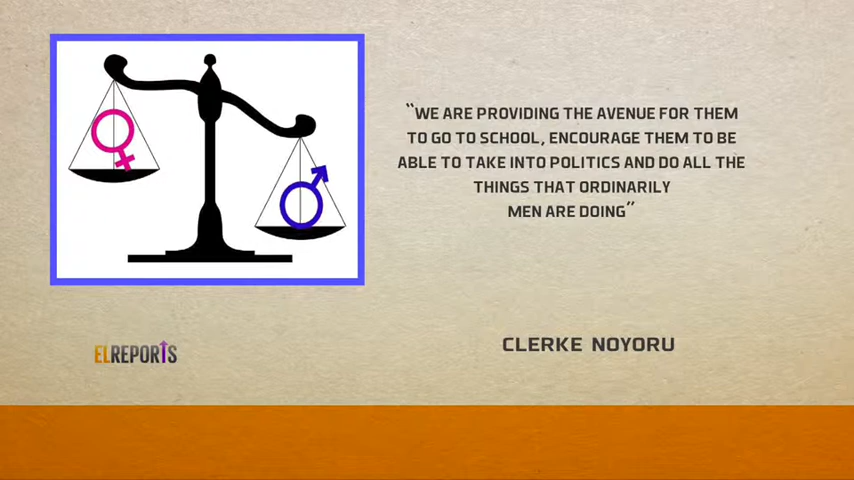 “WE ARE PROVIDING THE AVENUE FOR THEM
TO GO TO SCHOOL, ENCOURAGE THEM TO BE
ABLE TO TAKE INTO POLITICS AND DO ALL THE
THINGS THAT ORDINARILY
MEN ARE DOING”
CLERKE NOYORU
ELREPORTS